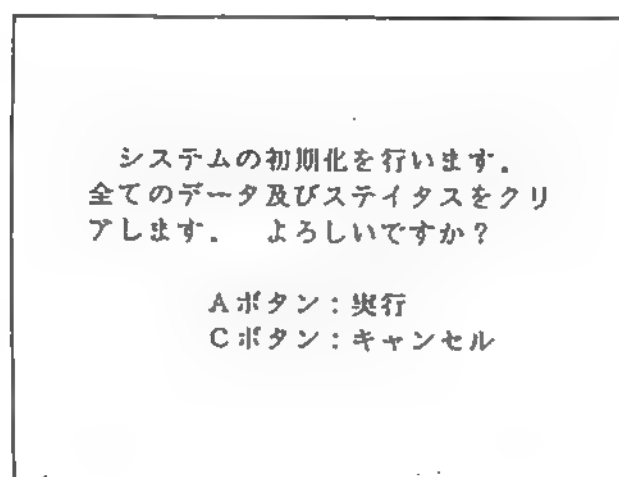 システムの初期化を行います．
全てのデータ及びステイタスをクリ
アします．　よろしいですか？
Aボタン：実行
Cボタン：キャンセル